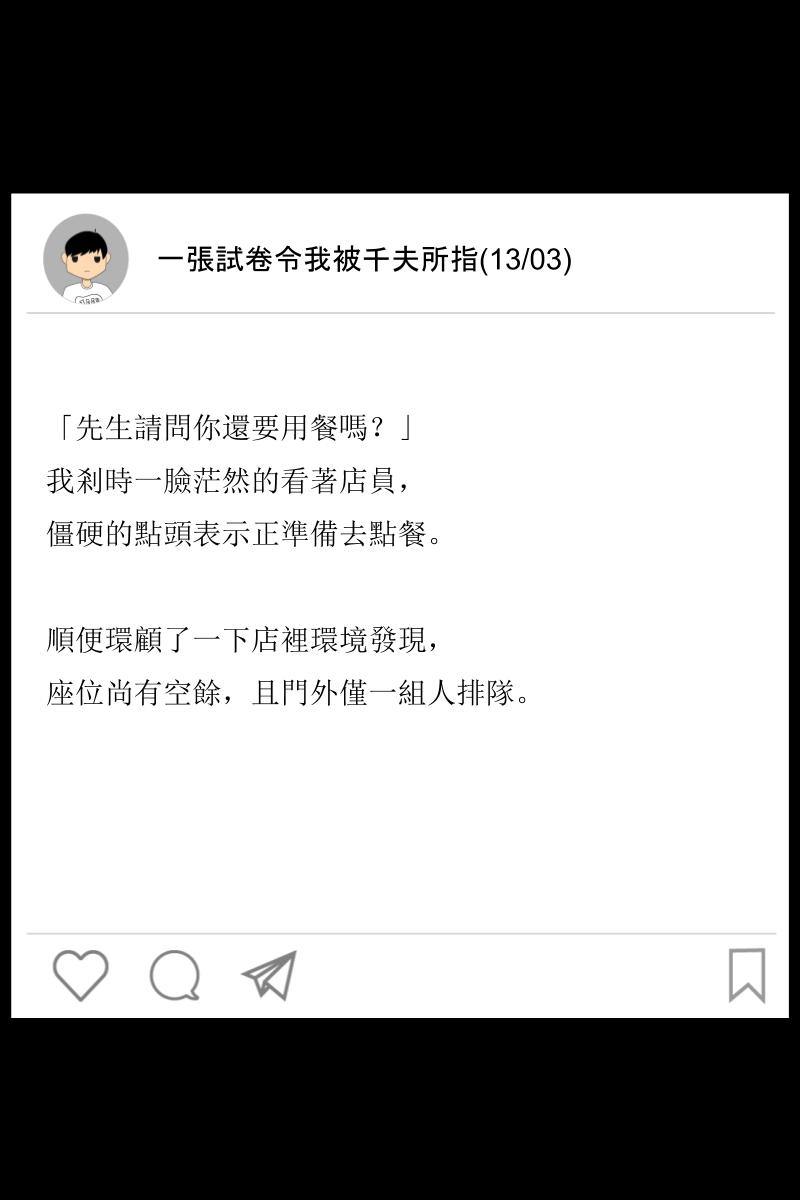 一張試卷令我被千夫所指(13/03)
「先生請問你還要用餐嗎？」
我剎時一臉茫然的看著店員，
僵硬的點頭表示正準備去點餐。
順便環顧了一下店裡環境發現，
座位尚有空餘，且門外僅一組人排隊。